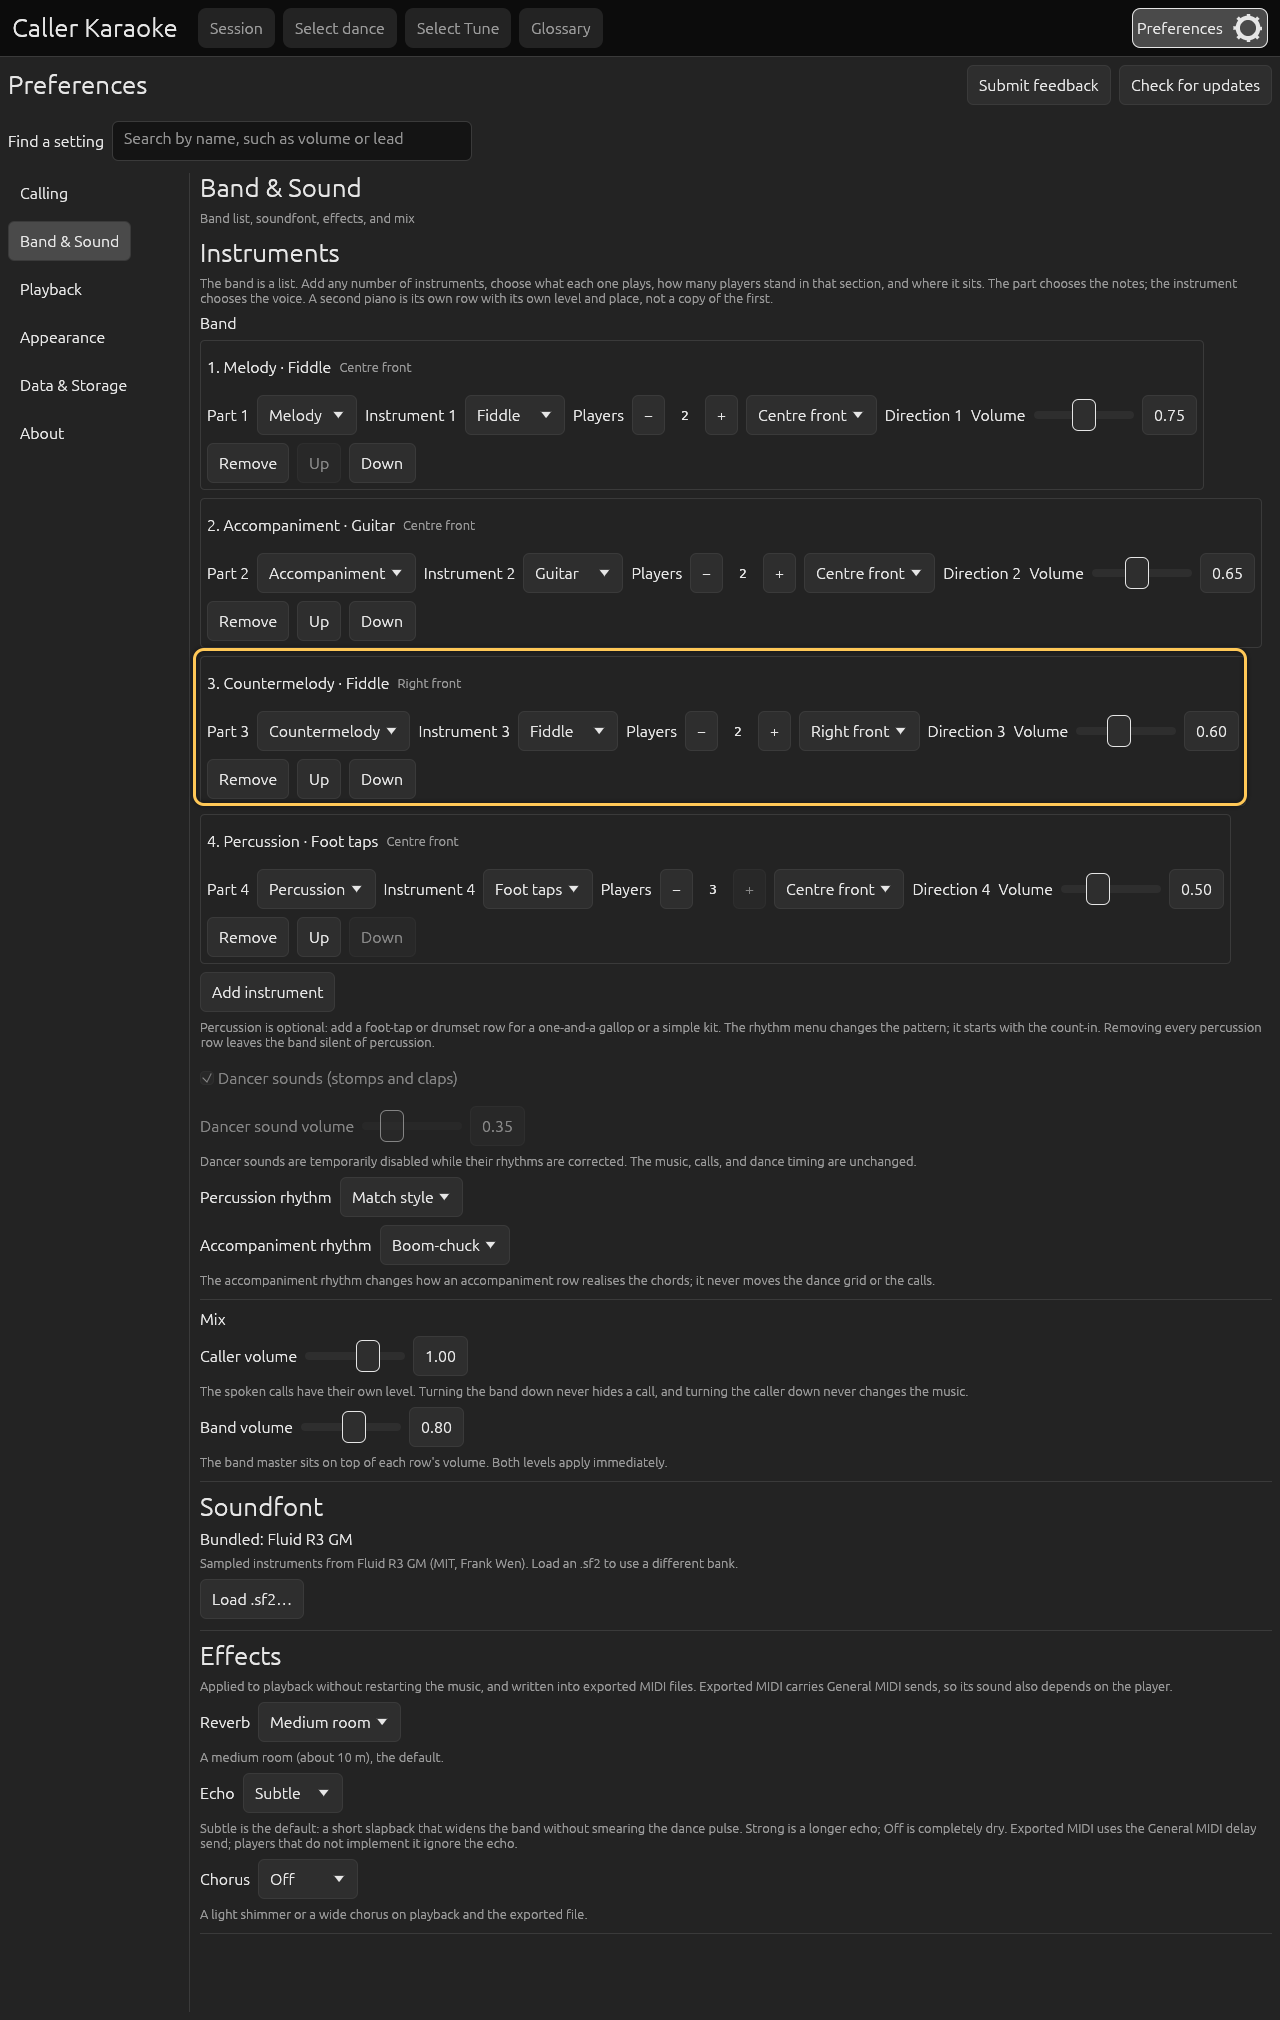 Caller Karaoke Session Select dance Select Tune Glossary Preferences
Preferences Submit feedback Check for updates
Find a setting Search by name, such as volume or lead
Calling
Band & Sound
Playback
Appearance
Data & Storage
About
Band & Sound
Band list, soundfont, effects, and mix
Instruments
The band is a list. Add any number of instruments, choose what each one plays, how many players stand in that section, and where it sits. The part chooses the notes; the instrument
chooses the voice. A second piano is its own row with its own level and place, not a copy of the first.
Band
1. Melody · Fiddle Centre front
Part 1 Melody Instrument 1 Fiddle Players − 2 + Centre front Direction 1 Volume 0.75
Remove Up Down
2. Accompaniment · Guitar Centre front
Part 2 Accompaniment Instrument 2 Guitar Players − 2 + Centre front Direction 2 Volume 0.65
Remove Up Down
3. Countermelody · Fiddle Right front
Part 3 Countermelody Instrument 3 Fiddle Players − 2 + Right front Direction 3 Volume 0.60
Remove Up Down
4. Percussion · Foot taps Centre front
Part 4 Percussion Instrument 4 Foot taps Players − 3 + Centre front Direction 4 Volume 0.50
Remove Up Down
Add instrument
Percussion is optional: add a foot-tap or drumset row for a one-and-a gallop or a simple kit. The rhythm menu changes the pattern; it starts with the count-in. Removing every percussion
row leaves the band silent of percussion.
Dancer sounds (stomps and claps)
Dancer sound volume 0.35
Dancer sounds are temporarily disabled while their rhythms are corrected. The music, calls, and dance timing are unchanged.
Percussion rhythm Match style
Accompaniment rhythm Boom-chuck
The accompaniment rhythm changes how an accompaniment row realises the chords; it never moves the dance grid or the calls.
Mix
Caller volume 1.00
The spoken calls have their own level. Turning the band down never hides a call, and turning the caller down never changes the music.
Band volume 0.80
The band master sits on top of each row's volume. Both levels apply immediately.
Soundfont
Bundled: Fluid R3 GM
Sampled instruments from Fluid R3 GM (MIT, Frank Wen). Load an .sf2 to use a different bank.
Load .sf2…
Effects
Applied to playback without restarting the music, and written into exported MIDI files. Exported MIDI carries General MIDI sends, so its sound also depends on the player.
Reverb Medium room
A medium room (about 10 m), the default.
Echo Subtle
Subtle is the default: a short slapback that widens the band without smearing the dance pulse. Strong is a longer echo; Off is completely dry. Exported MIDI uses the General MIDI delay
send; players that do not implement it ignore the echo.
Chorus Off
A light shimmer or a wide chorus on playback and the exported file.